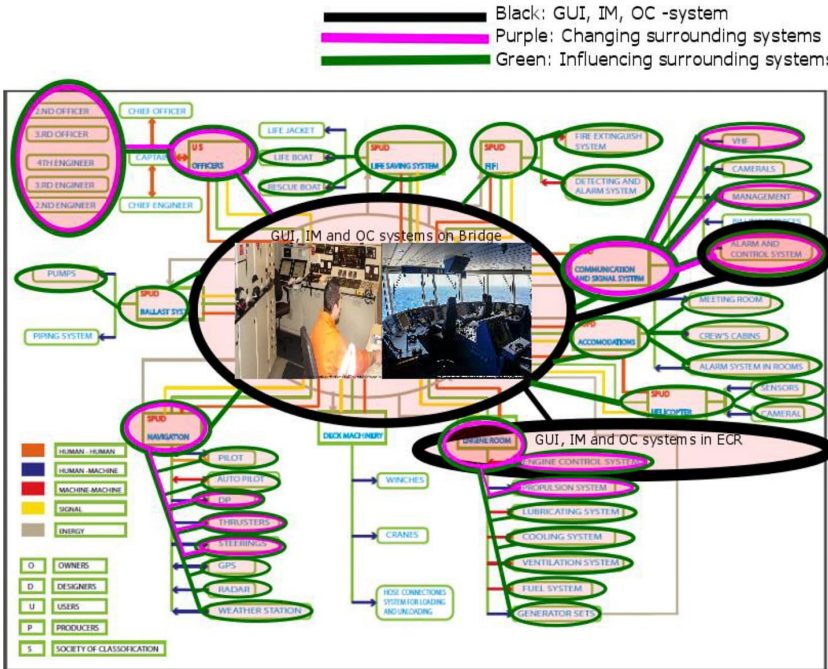 Black: GUI, IM, OC -system
Purple: Changing surrounding systems
Green: Influencing surrounding systems
2.ND OFFICER
3.RD OFFICER
4TH ENGINEER
3.RD ENGINEER
2.ND ENGINEER
CHIEF OFFICER
CAPTAIN
CHIEF ENGINEER
U S
OFFICERS
LIFE JACKET
LIFE BOAT
RESCUE BOAT
SPUD
LIFE SAVING SYSTEM
SPUD
FIFI
FIRE EXTINGUISH
SYSTEM
DETECTING AND
ALARM SYSTEM
VHF
CAMERALS
MANAGEMENT
ALARM AND
CONTROL SYSTEM
COMMUNICATION
AND SIGNAL SYSTEM
GUI, IM and OC systems on Bridge
PUMPS
PIPING SYSTEM
SPUD
BALLAST
MEETING ROOM
CREW'S CABINS
ALARM SYSTEM IN ROOMS
ACCOMODATIONS
SPUD
HELICOPTER
SENSORS
CAMERAL
SPUD
NAVIGATION
PILOT
AUTO PILOT
DP
THRUSTERS
STEERINGS
GPS
RADAR
WEATHER STATION
DECK MACHINERY
WINCHES
CRANES
HOSE CONNECTIONES
SYSTEM FOR LOADING
AND UNLOADING
ENGINE ROOM
GUI, IM and OC systems in ECR
ENGINE CONTROL SYSTEM
PROPULSION SYSTEM
LUBRICATING SYSTEM
COOLING SYSTEM
VENTILATION SYSTEM
FUEL SYSTEM
GENERATOR SETS
HUMAN - HUMAN
HUMAN -MACHINE
MACHINE-MACHINE
SIGNAL
ENERGY
O OWNERS
D DESIGNERS
U USERS
P PRODUCERS
S SOCIETY OF CLASSOFICATION